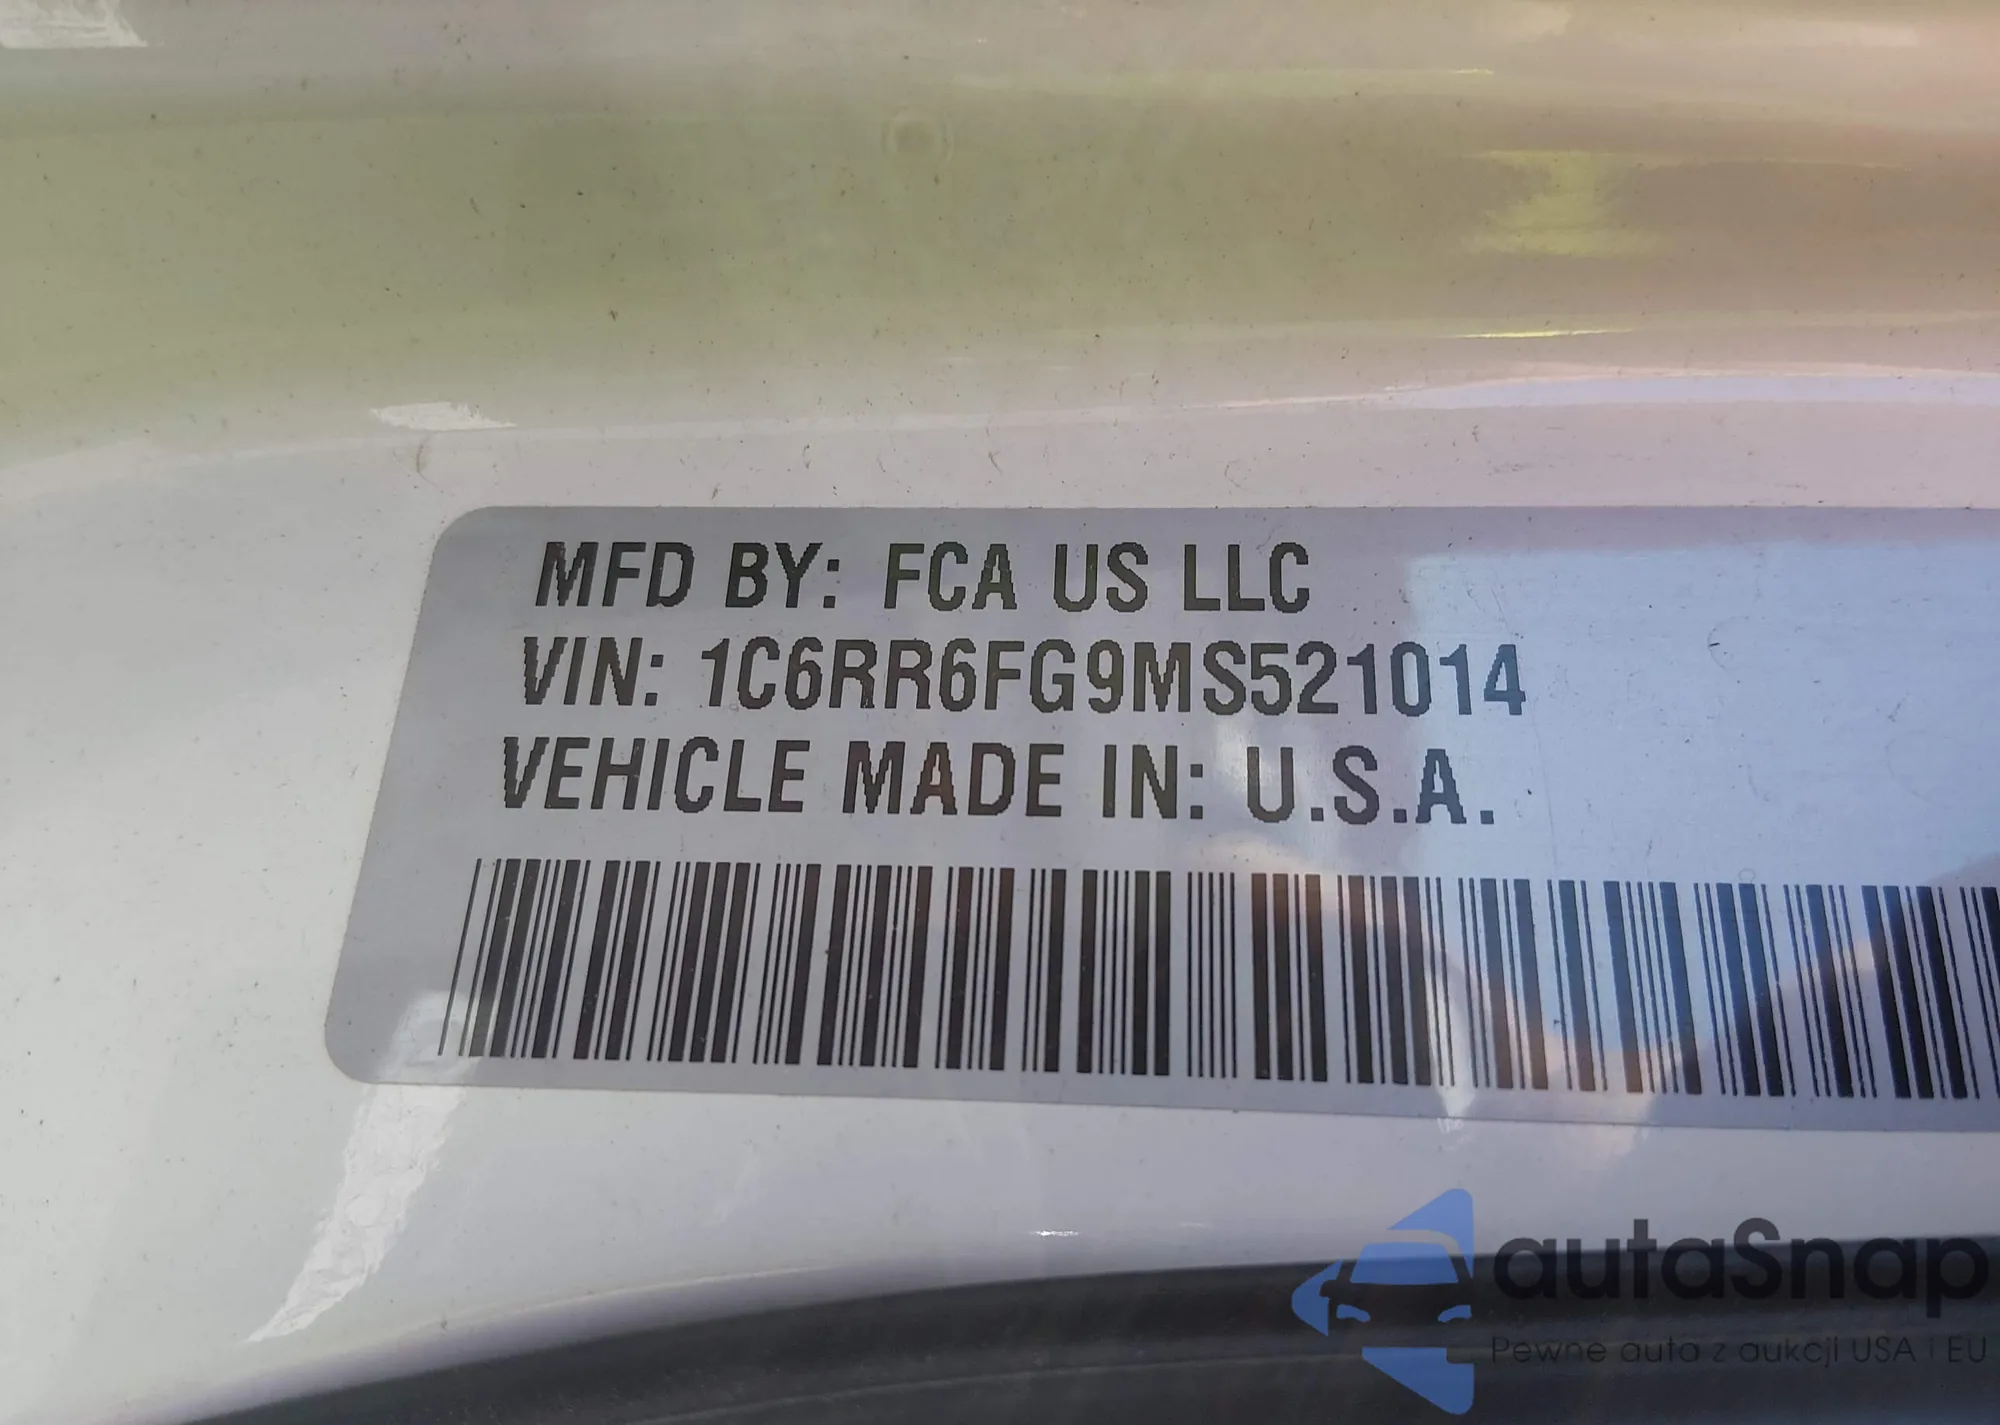 MFD BY: FCA US LLC
VIN: 1C6RR6FG9MS521014
VEHICLE MADE IN: U.S.A.
autaSnap
Pewne auta z aukcji USA i EU